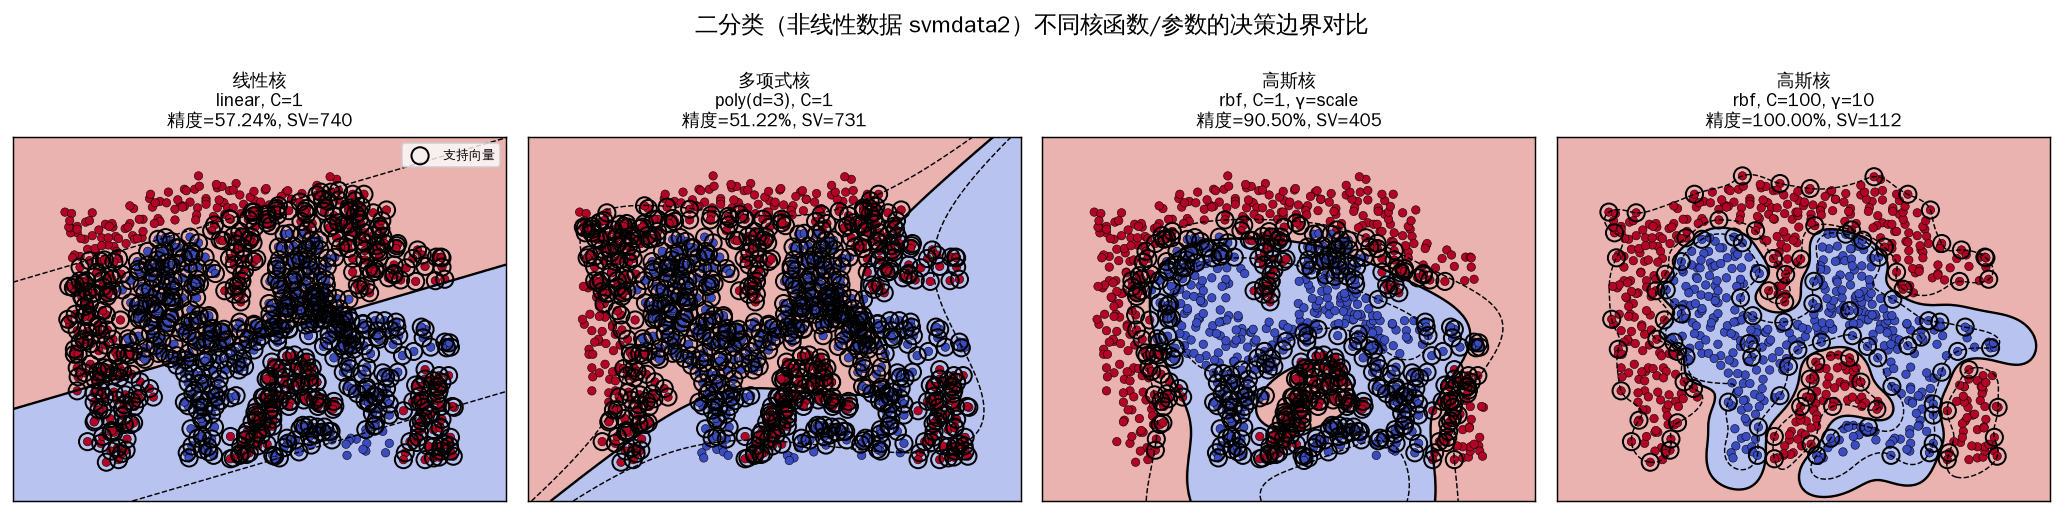 二分类（非线性数据 svmdata2）不同核函数/参数的决策边界对比
线性核
linear, C=1
精度=57.24%, SV=740
支持向量
多项式核
poly(d=3), C=1
精度=51.22%, SV=731
高斯核
rbf, C=1, γ=scale
精度=90.50%, SV=405
高斯核
rbf, C=100, γ=10
精度=100.00%, SV=112